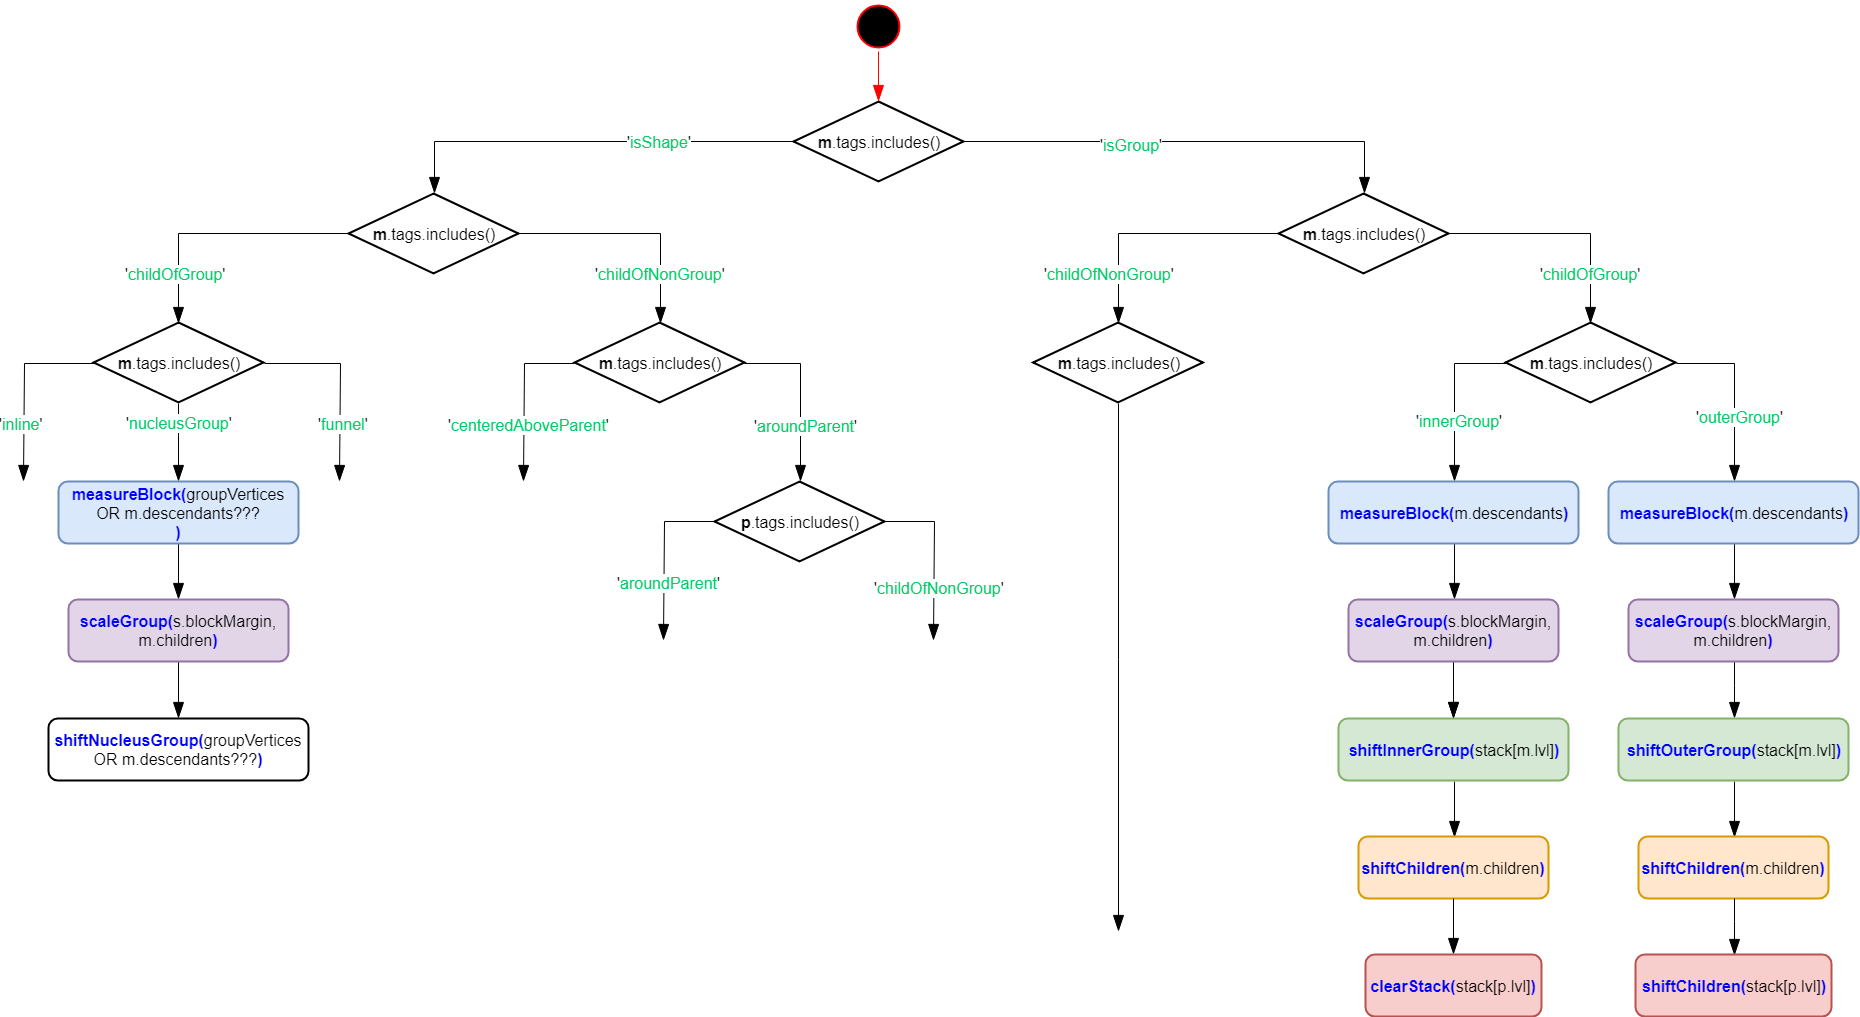 m.tags.includes()
'isShape'
'isGroup'
m.tags.includes()
m.tags.includes()
'childOfGroup'
'childOfNonGroup'
'childOfNonGroup'
'childOfGroup'
m.tags.includes()
m.tags.includes()
m.tags.includes()
m.tags.includes()
inline'
'nucleusGroup'
'funnel'
'centeredAboveParent'
'aroundParent'
'innerGroup'
'outerGroup'
measureBlock(groupVertices
OR m.descendants???
)
p.tags.includes()
measureBlock(m.descendants)
measureBlock(m.descendants)
'aroundParent'
'childOfNonGroup'
scaleGroup(s.blockMargin,
m.children)
scaleGroup(s.blockMargin,
m.children)
scaleGroup(s.blockMargin,
m.children)
shiftNucleusGroup(groupVertices
OR m.descendants???)
shiftInnerGroup(stack[m.lvl])
shiftOuterGroup(stack[m.lvl])
shiftChildren(m.children)
shiftChildren(m.children)
clearStack(stack[p.lvl])
shiftChildren(stack[p.lvl])